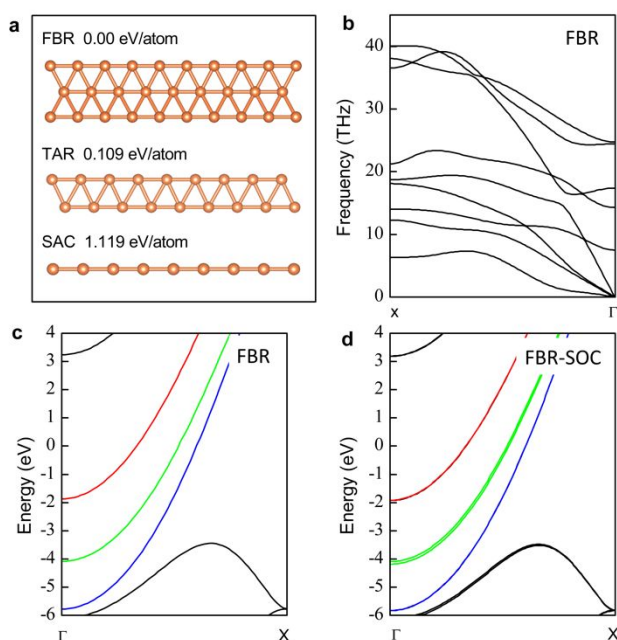 a
FBR 0.00 eV/atom
TAR 0.109 eV/atom
SAC 1.119 eV/atom
b
FBR
Frequency (THz)
40
30
20
10
0
x
Γ
c
FBR
Energy (eV)
4
3
2
1
0
-1
-2
-3
-4
-5
-6
Γ
X
d
FBR-SOC
Energy (eV)
4
3
2
1
0
-1
-2
-3
-4
-5
-6
Γ
X